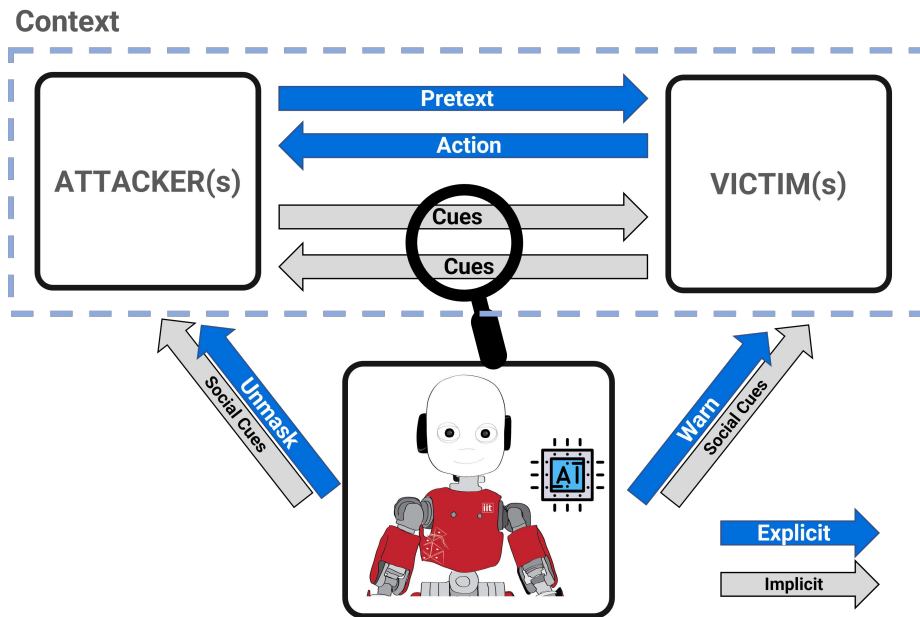 Context
Pretext
Action
ATTACKER(s)
VICTIM(s)
Cues
Cues
Social Cues
Unmask
Warn
Social Cues
AI
iit
Explicit
Implicit